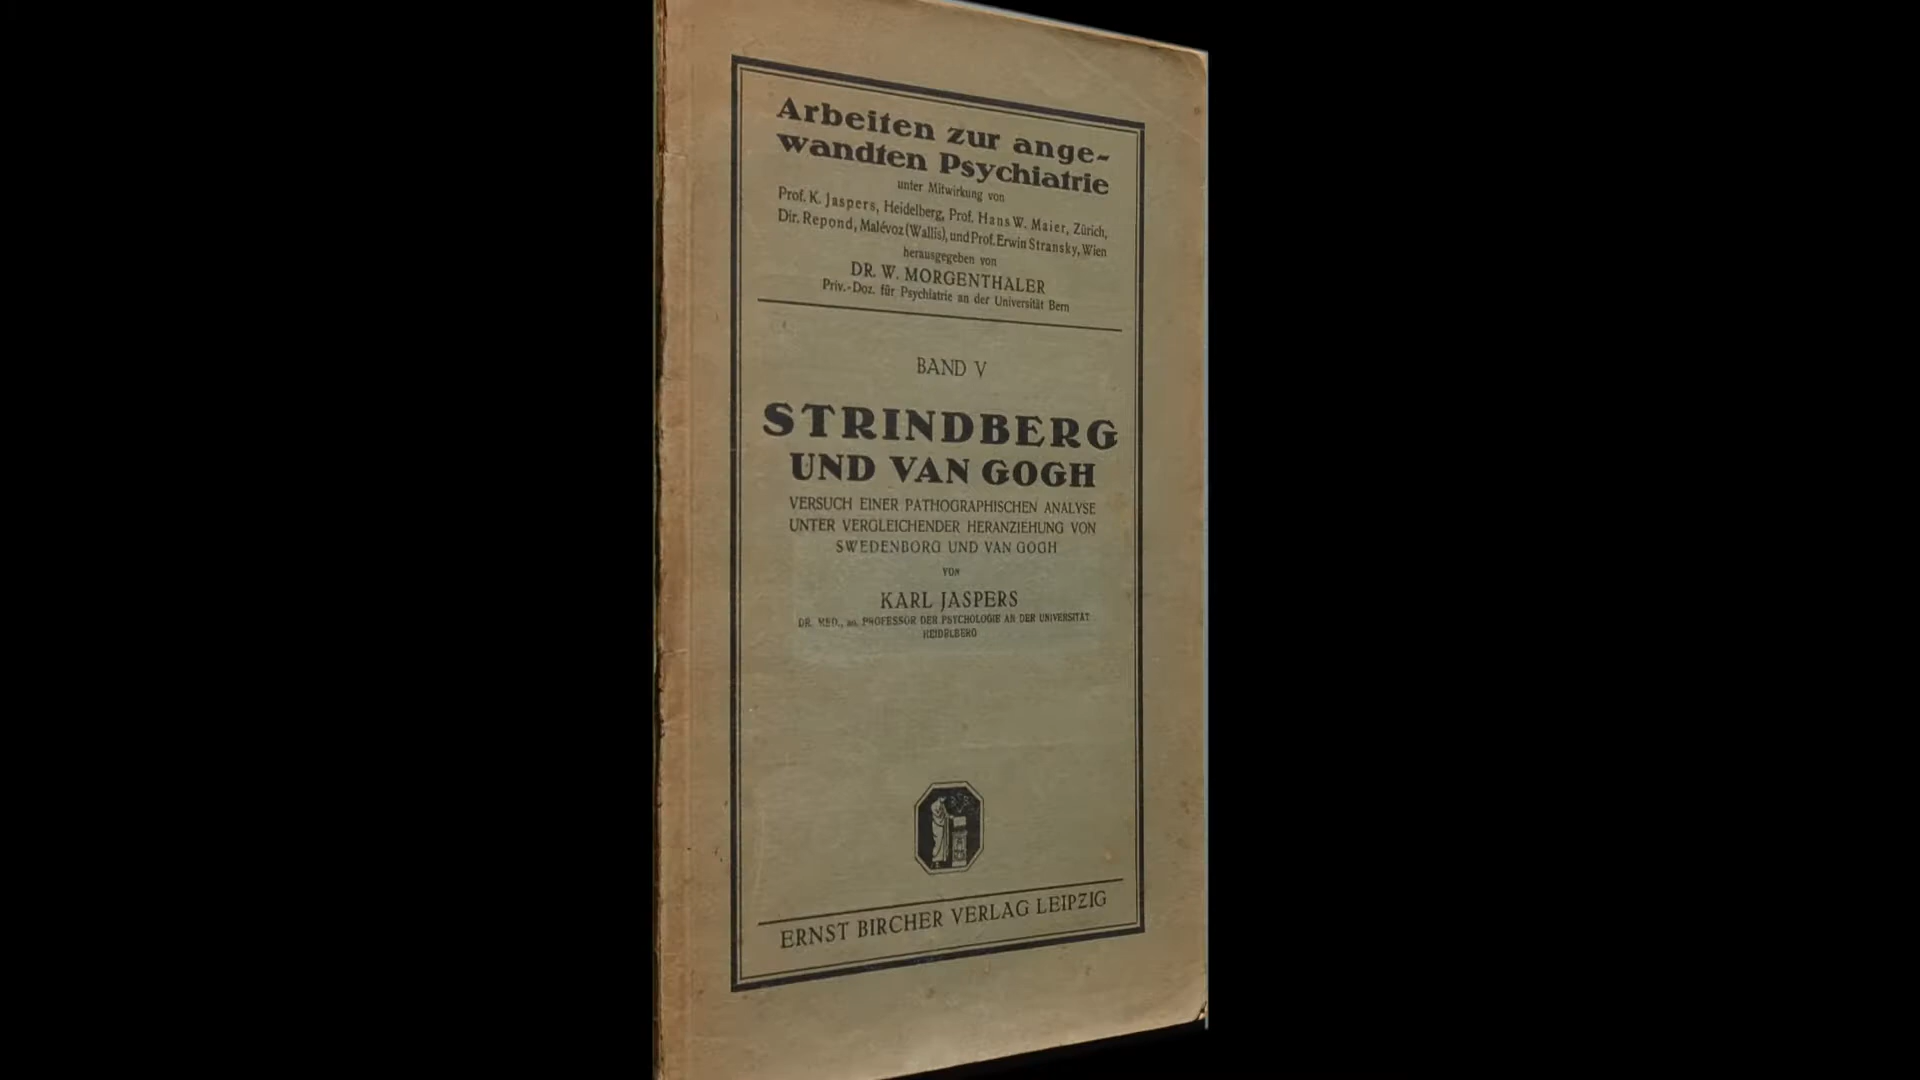 Arbeiten zur ange-
wandten Psychiatrie
unter Mitwirkung von
Prof. K. Jaspers, Heidelberg, Prof. Hans W. Maier, Zürich,
Dir. Repond, Malévoz (Wallis), und Prof. Erwin Stransky, Wien
herausgegeben von
DR. W. MORGENTHALER
Priv.-Doz. für Psychiatrie an der Universität Bern
BAND V
STRINDBERG
UND VAN GOGH
VERSUCH EINER PATHOGRAPHISCHEN ANALYSE
UNTER VERGLEICHENDER HERANZIEHUNG VON
SWEDENBORG UND VAN GOGH
VON
KARL JASPERS
DR. MED., ao. PROFESSOR DER PSYCHOLOGIE AN DER UNIVERSITÄT
HEIDELBERG
ERNST BIRCHER VERLAG LEIPZIG